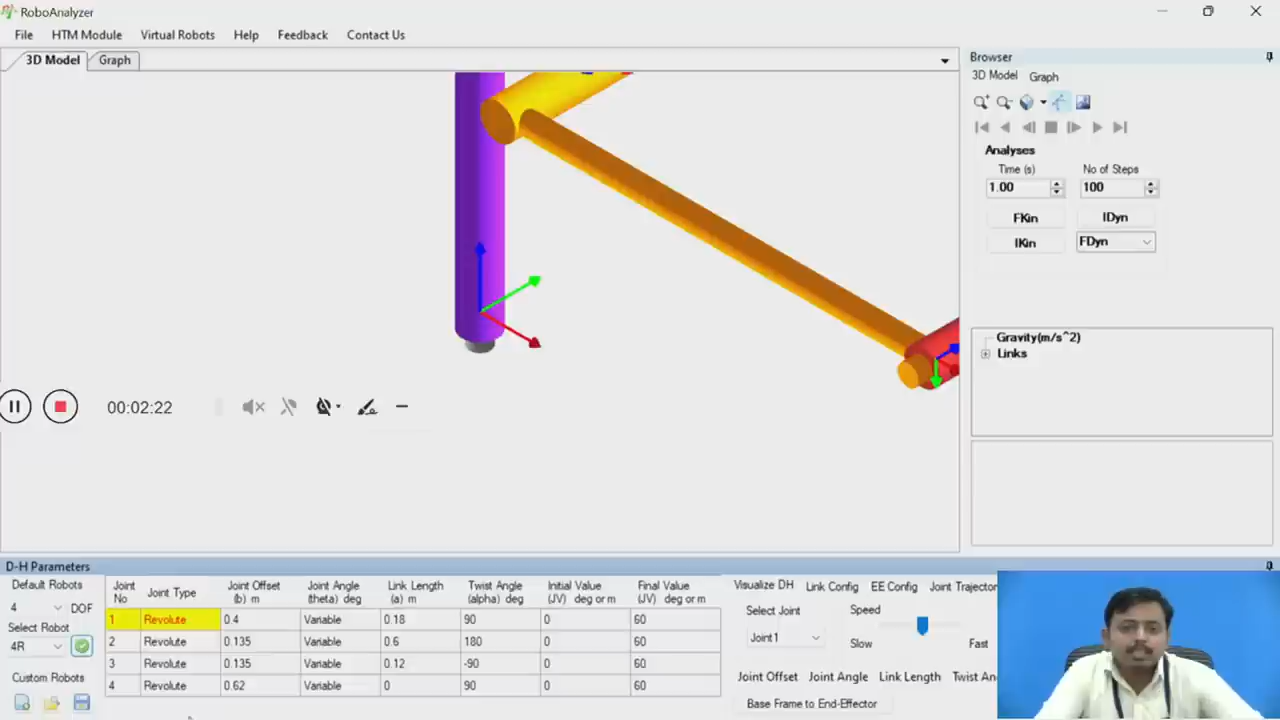 RoboAnalyzer
File HTM Module Virtual Robots Help Feedback Contact Us
3D Model Graph
Browser
3D Model Graph
Analyses
Time (s) No of Steps
1.00 100
FKin IDyn
IKin FDyn
Gravity(m/s^2)
Links
00:02:22
D-H Parameters
Default Robots
4 DOF
Select Robot
4R
Custom Robots
Joint No Joint Type Joint Offset (b) m Joint Angle (theta) deg Link Length (a) m Twist Angle (alpha) deg Initial Value (JV) deg or m Final Value (JV) deg or m
1 Revolute 0.4 Variable 0.18 90 0 60
2 Revolute 0.135 Variable 0.6 180 0 60
3 Revolute 0.135 Variable 0.12 -90 0 60
4 Revolute 0.62 Variable 0 90 0 60
Visualize DH Link Config EE Config Joint Trajector
Select Joint Speed
Joint1
Slow Fast
Joint Offset Joint Angle Link Length Twist An
Base Frame to End-Effector